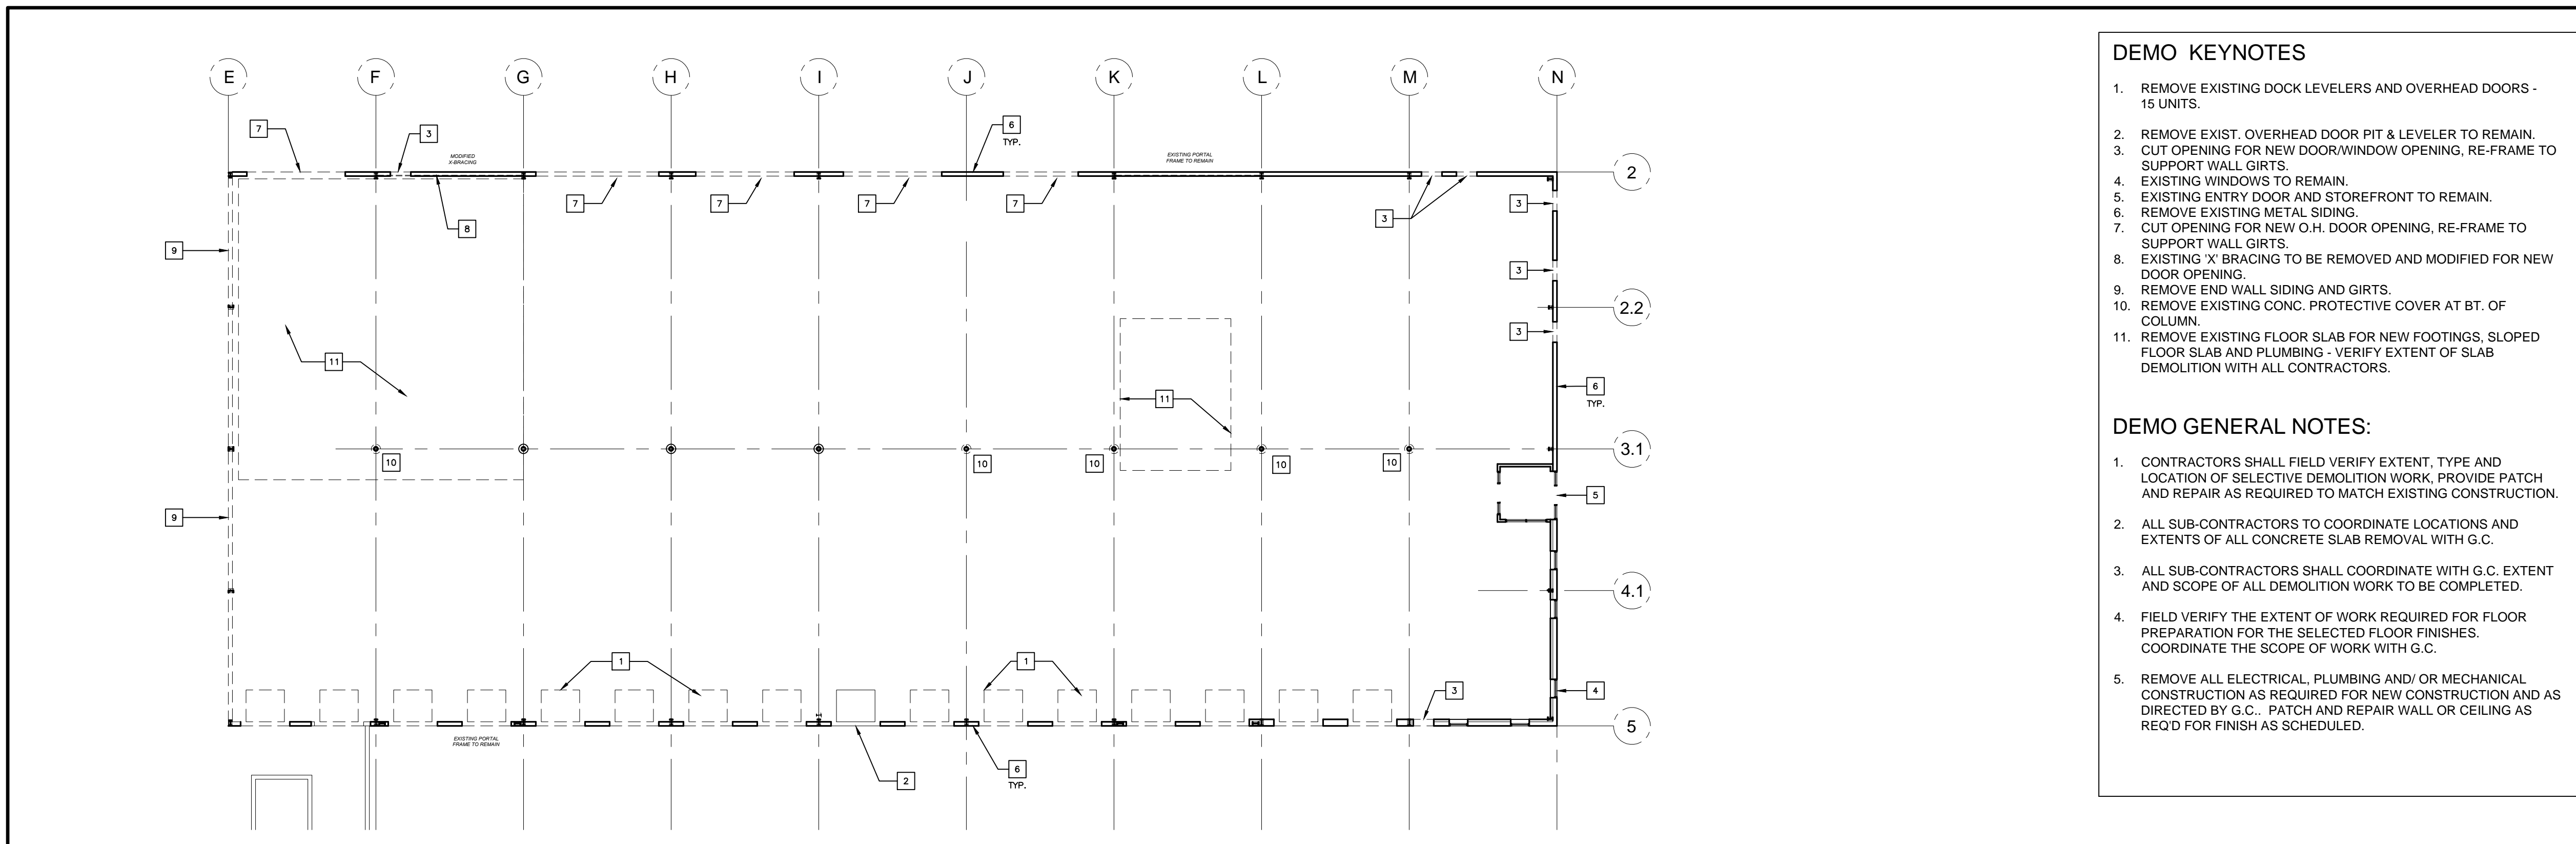 E F G H I J K L M N
7 3 6
TYP.
MODIFIED
X-BRACING
EXISTING PORTAL
FRAME TO REMAIN
2
7 7 7 7 3 3
8
9
3
2.2
3
11
6
TYP.
11
3.1
10 10 10 10 10
5
9
4.1
1 1
3 4
5
EXISTING PORTAL
FRAME TO REMAIN
2
6
TYP.
DEMO KEYNOTES
1. REMOVE EXISTING DOCK LEVELERS AND OVERHEAD DOORS -
15 UNITS.
2. REMOVE EXIST. OVERHEAD DOOR PIT & LEVELER TO REMAIN.
3. CUT OPENING FOR NEW DOOR/WINDOW OPENING, RE-FRAME TO
SUPPORT WALL GIRTS.
4. EXISTING WINDOWS TO REMAIN.
5. EXISTING ENTRY DOOR AND STOREFRONT TO REMAIN.
6. REMOVE EXISTING METAL SIDING.
7. CUT OPENING FOR NEW O.H. DOOR OPENING, RE-FRAME TO
SUPPORT WALL GIRTS.
8. EXISTING 'X' BRACING TO BE REMOVED AND MODIFIED FOR NEW
DOOR OPENING.
9. REMOVE END WALL SIDING AND GIRTS.
10. REMOVE EXISTING CONC. PROTECTIVE COVER AT BT. OF
COLUMN.
11. REMOVE EXISTING FLOOR SLAB FOR NEW FOOTINGS, SLOPED
FLOOR SLAB AND PLUMBING - VERIFY EXTENT OF SLAB
DEMOLITION WITH ALL CONTRACTORS.
DEMO GENERAL NOTES:
1. CONTRACTORS SHALL FIELD VERIFY EXTENT, TYPE AND
LOCATION OF SELECTIVE DEMOLITION WORK, PROVIDE PATCH
AND REPAIR AS REQUIRED TO MATCH EXISTING CONSTRUCTION.
2. ALL SUB-CONTRACTORS TO COORDINATE LOCATIONS AND
EXTENTS OF ALL CONCRETE SLAB REMOVAL WITH G.C.
3. ALL SUB-CONTRACTORS SHALL COORDINATE WITH G.C. EXTENT
AND SCOPE OF ALL DEMOLITION WORK TO BE COMPLETED.
4. FIELD VERIFY THE EXTENT OF WORK REQUIRED FOR FLOOR
PREPARATION FOR THE SELECTED FLOOR FINISHES.
COORDINATE THE SCOPE OF WORK WITH G.C.
5. REMOVE ALL ELECTRICAL, PLUMBING AND/ OR MECHANICAL
CONSTRUCTION AS REQUIRED FOR NEW CONSTRUCTION AND AS
DIRECTED BY G.C.. PATCH AND REPAIR WALL OR CEILING AS
REQ'D FOR FINISH AS SCHEDULED.